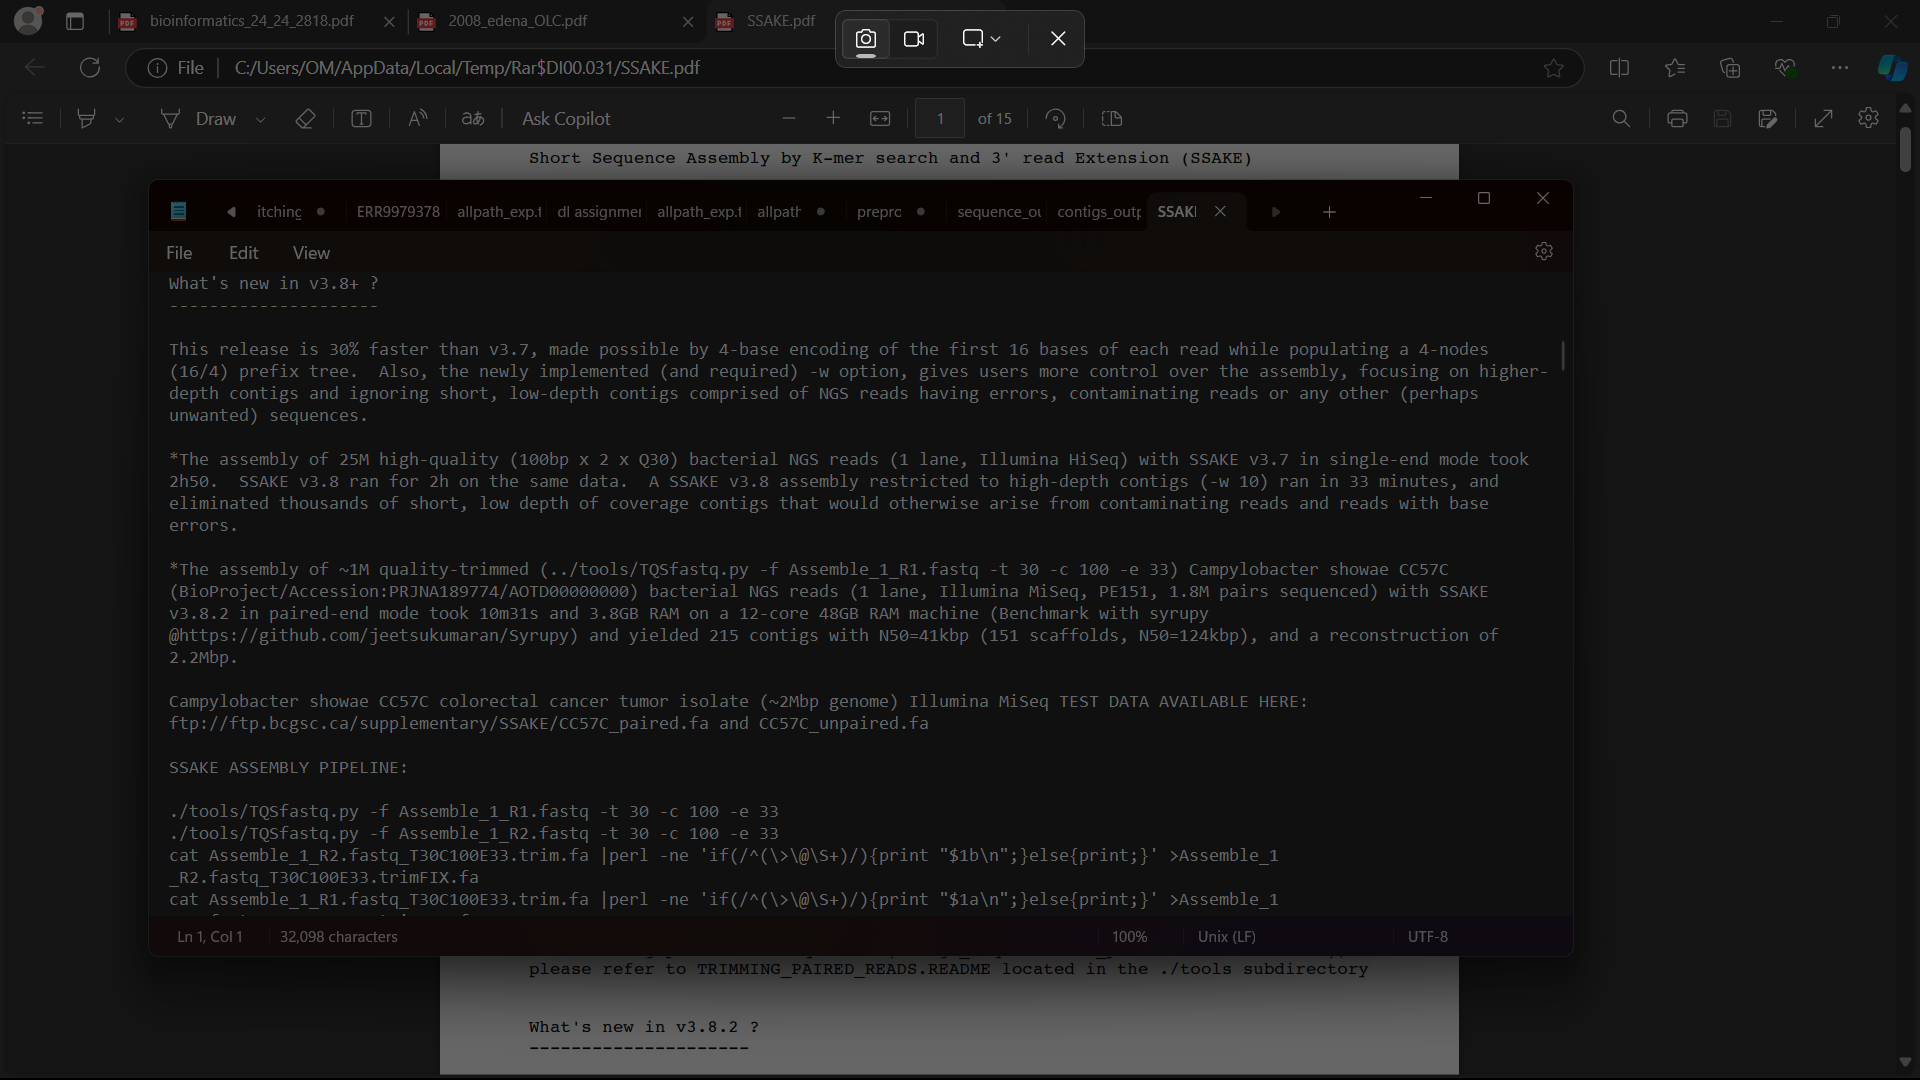 bioinformatics_24_24_2818.pdf
2008_edena_OLC.pdf
SSAKE.pdf
File
C:/Users/OM/AppData/Local/Temp/Rar$DI00.031/SSAKE.pdf
Draw
aあ
Ask Copilot
1
of 15
Short Sequence Assembly by K-mer search and 3' read Extension (SSAKE)
itching
ERR9979378
allpath_exp.t
dl assignmer
allpath_exp.t
allpath
prepro
sequence_ou
contigs_outp
SSAKE
File
Edit
View
What's new in v3.8+ ?
---------------------
This release is 30% faster than v3.7, made possible by 4-base encoding of the first 16 bases of each read while populating a 4-nodes
(16/4) prefix tree.  Also, the newly implemented (and required) -w option, gives users more control over the assembly, focusing on higher-
depth contigs and ignoring short, low-depth contigs comprised of NGS reads having errors, contaminating reads or any other (perhaps
unwanted) sequences.
*The assembly of 25M high-quality (100bp x 2 x Q30) bacterial NGS reads (1 lane, Illumina HiSeq) with SSAKE v3.7 in single-end mode took
2h50.  SSAKE v3.8 ran for 2h on the same data.  A SSAKE v3.8 assembly restricted to high-depth contigs (-w 10) ran in 33 minutes, and
eliminated thousands of short, low depth of coverage contigs that would otherwise arise from contaminating reads and reads with base
errors.
*The assembly of ~1M quality-trimmed (../tools/TQSfastq.py -f Assemble_1_R1.fastq -t 30 -c 100 -e 33) Campylobacter showae CC57C
(BioProject/Accession:PRJNA189774/AOTD00000000) bacterial NGS reads (1 lane, Illumina MiSeq, PE151, 1.8M pairs sequenced) with SSAKE
v3.8.2 in paired-end mode took 10m31s and 3.8GB RAM on a 12-core 48GB RAM machine (Benchmark with syrupy
@https://github.com/jeetsukumaran/Syrupy) and yielded 215 contigs with N50=41kbp (151 scaffolds, N50=124kbp), and a reconstruction of
2.2Mbp.
Campylobacter showae CC57C colorectal cancer tumor isolate (~2Mbp genome) Illumina MiSeq TEST DATA AVAILABLE HERE:
ftp://ftp.bcgsc.ca/supplementary/SSAKE/CC57C_paired.fa and CC57C_unpaired.fa
SSAKE ASSEMBLY PIPELINE:
./tools/TQSfastq.py -f Assemble_1_R1.fastq -t 30 -c 100 -e 33
./tools/TQSfastq.py -f Assemble_1_R2.fastq -t 30 -c 100 -e 33
cat Assemble_1_R2.fastq_T30C100E33.trim.fa |perl -ne 'if(/^(\>\@\S+)/){print "$1b\n";}else{print;}' >Assemble_1
_R2.fastq_T30C100E33.trimFIX.fa
cat Assemble_1_R1.fastq_T30C100E33.trim.fa |perl -ne 'if(/^(\>\@\S+)/){print "$1a\n";}else{print;}' >Assemble_1
Ln 1, Col 1
32,098 characters
100%
Unix (LF)
UTF-8
please refer to TRIMMING_PAIRED_READS.README located in the ./tools subdirectory
What's new in v3.8.2 ?
----------------------